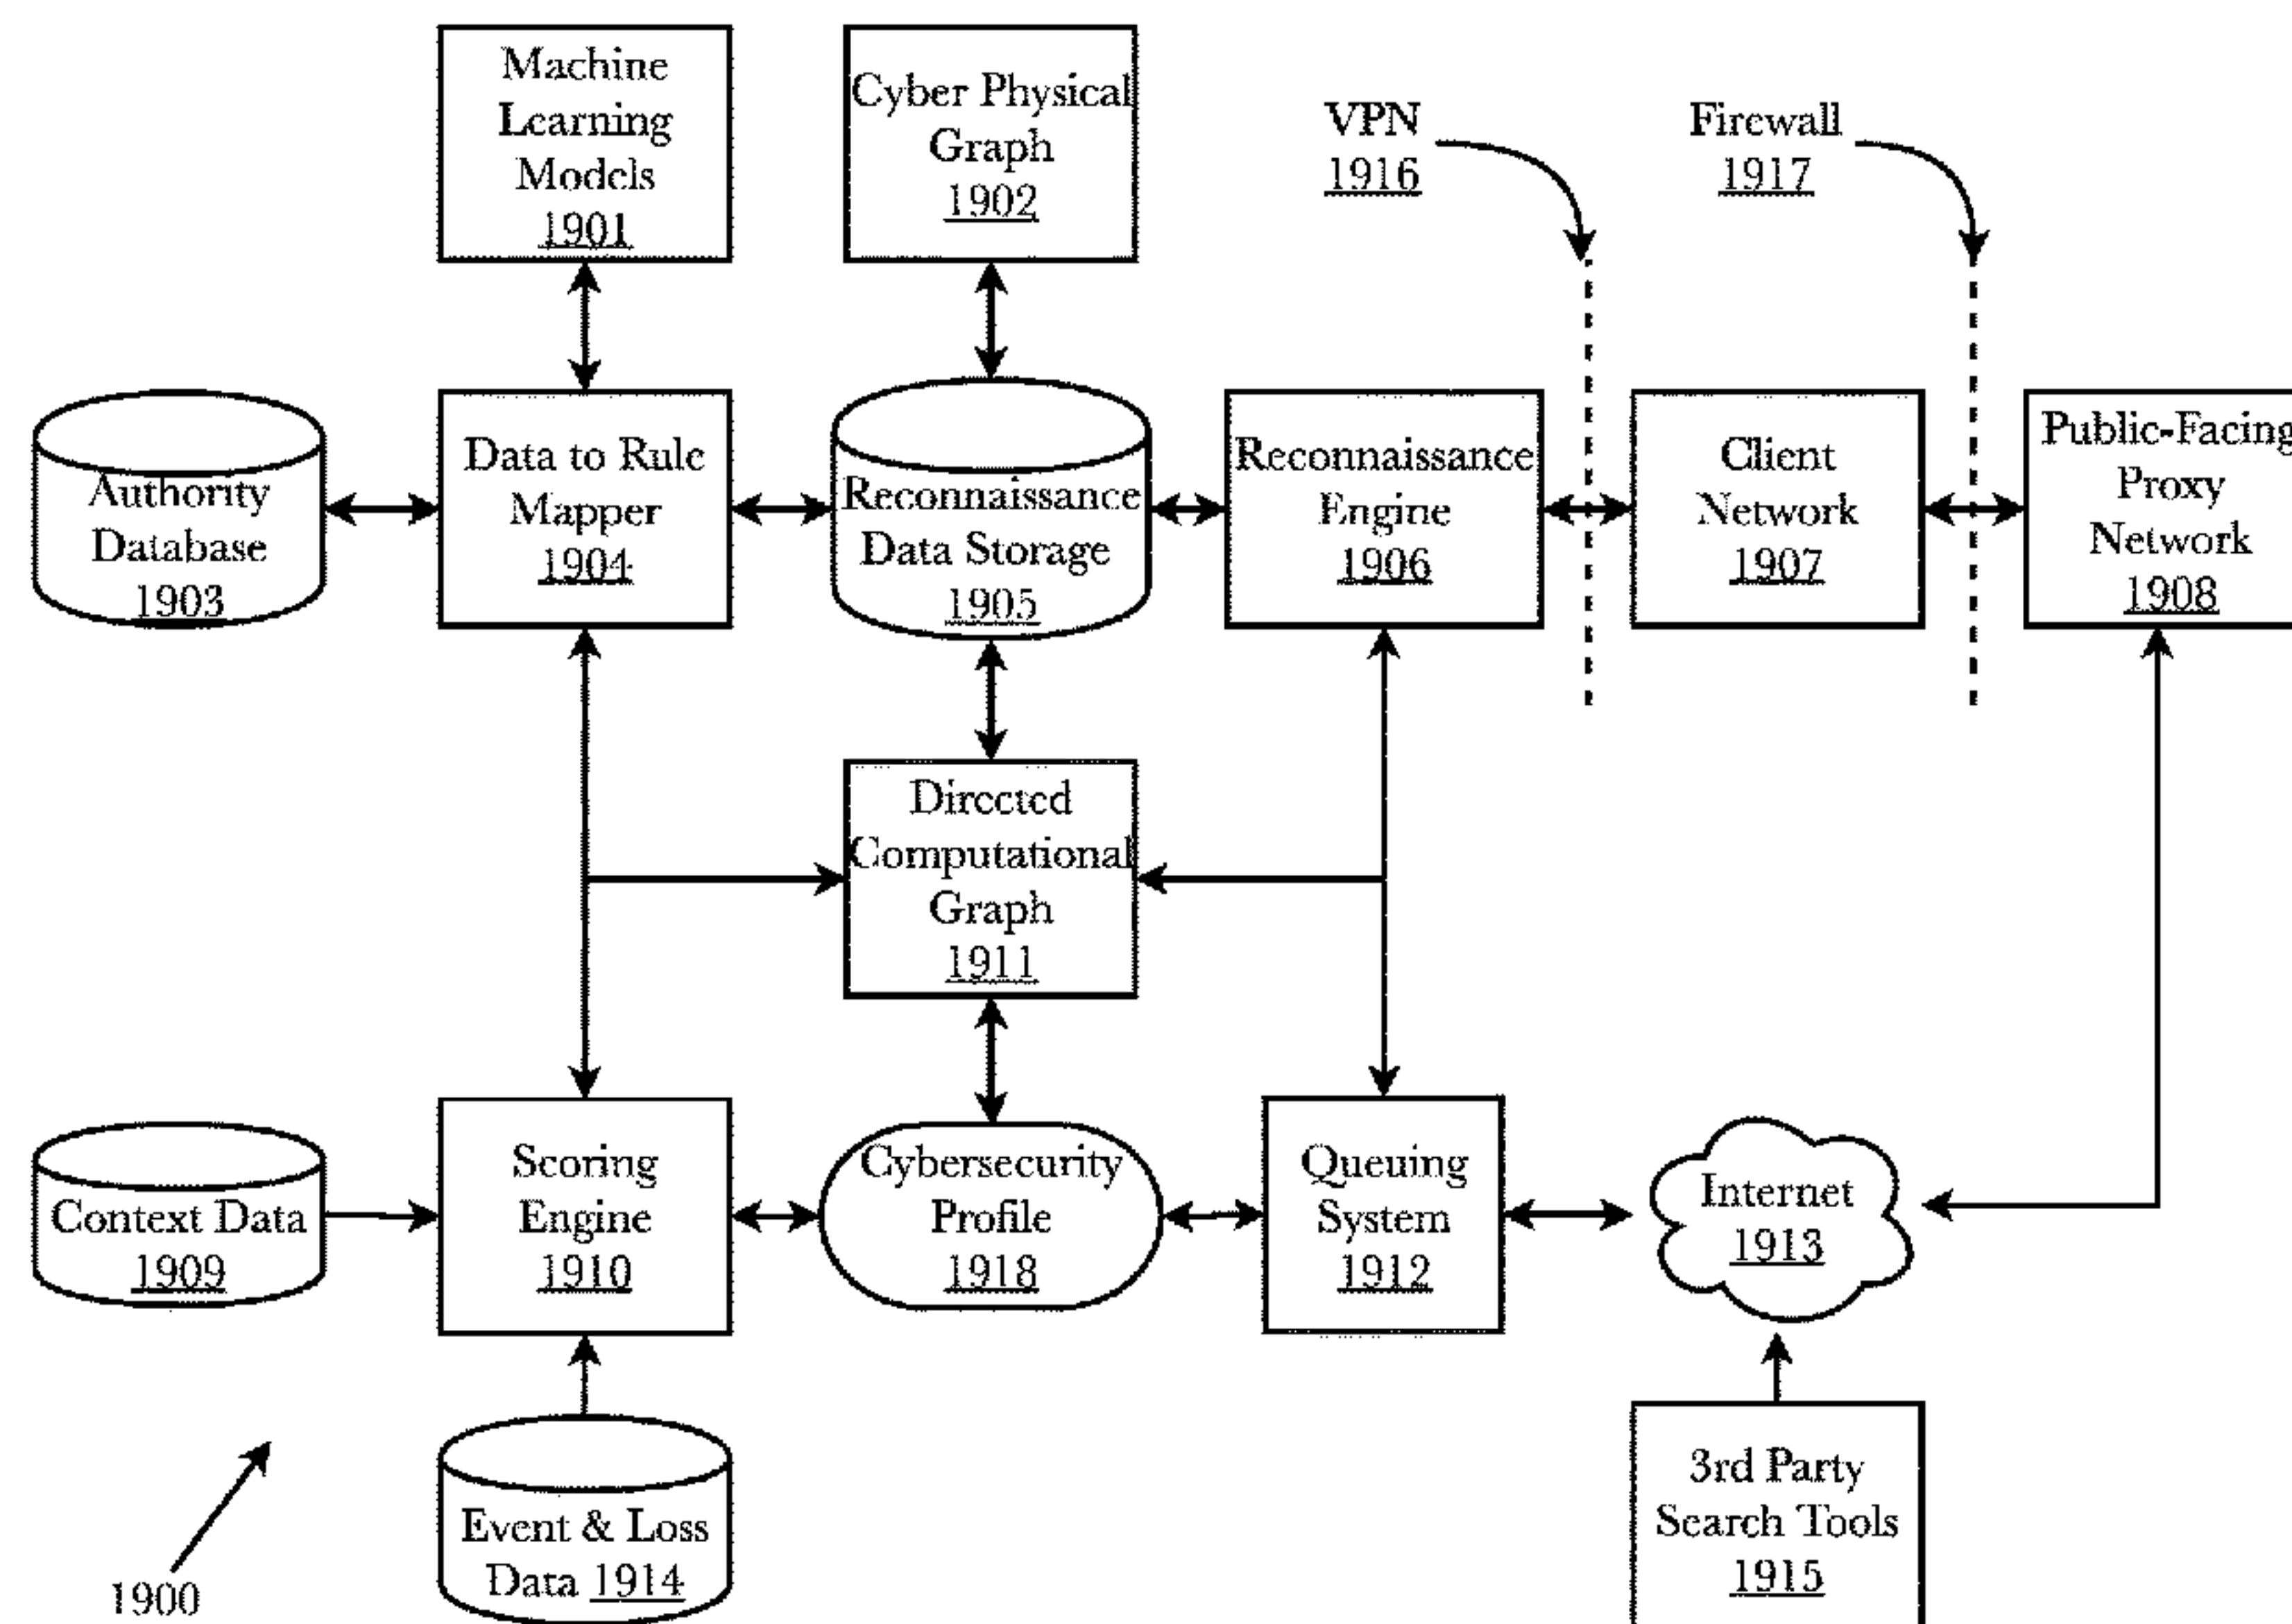 Machine
Learning
Models
1901
Cyber Physical
Graph
1902
VPN
1916
Firewall
1917
Authority
Database
1903
Data to Rule
Mapper
1904
Reconnaissance
Data Storage
1905
Reconnaissance
Engine
1906
Client
Network
1907
Public-Facing
Proxy
Network
1908
Directed
Computational
Graph
1911
Context Data
1909
Scoring
Engine
1910
Cybersecurity
Profile
1918
Queuing
System
1912
Internet
1913
1900
Event & Loss
Data 1914
3rd Party
Search Tools
1915